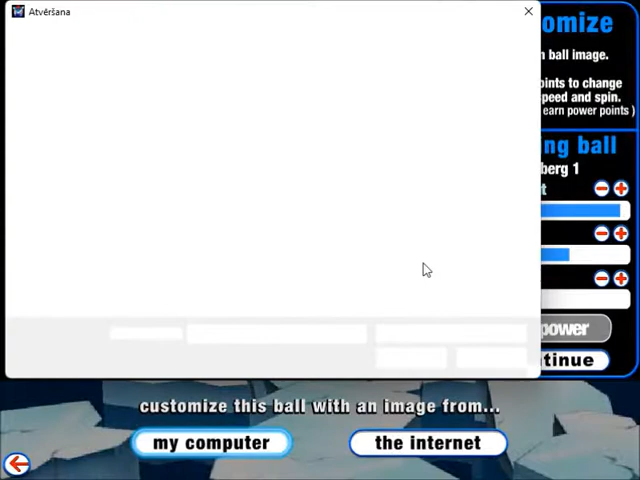 Atvēršana
omize
n ball image.
oints to change
peed and spin.
earn power points )
ng ball
berg 1
t
power
tinue
customize this ball with an image from...
my computer
the internet